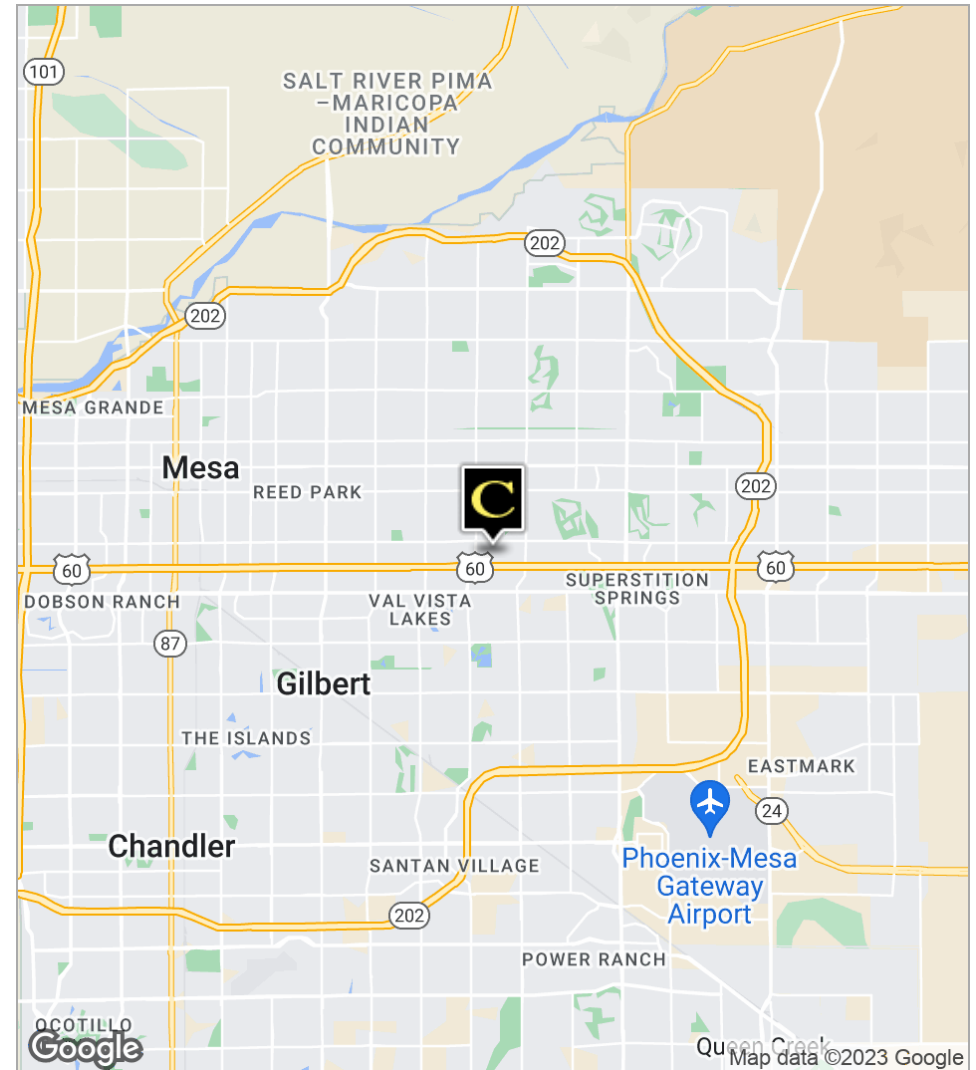 101
SALT RIVER PIMA
–MARICOPA
INDIAN
COMMUNITY
202
202
MESA GRANDE
Mesa
REED PARK
C
202
60
60
60
DOBSON RANCH
VAL VISTA
LAKES
SUPERSTITION
SPRINGS
87
Gilbert
THE ISLANDS
EASTMARK
24
Chandler
SANTAN VILLAGE
Phoenix-Mesa
Gateway
Airport
202
POWER RANCH
OCOTILLO
Google
Queen Creek
Map data ©2023 Google